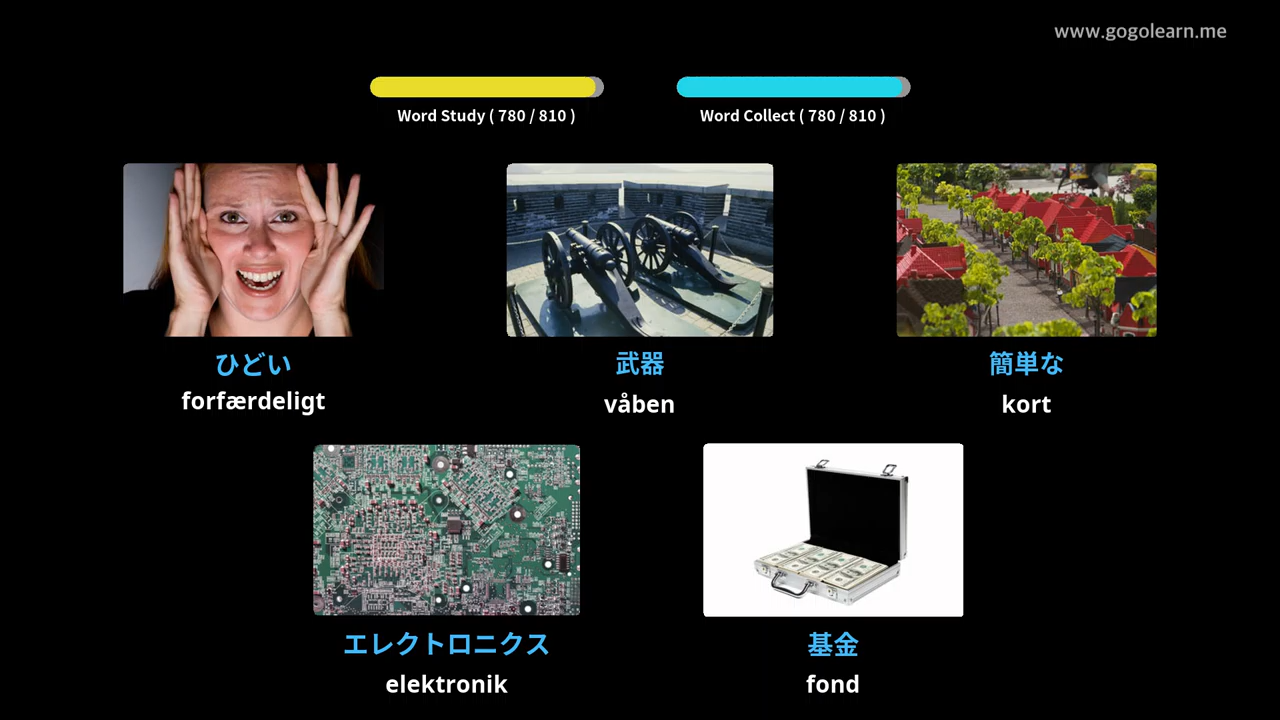 www.gogolearn.me
Word Study ( 780 / 810 )
Word Collect ( 780 / 810 )
ひどい
forfærdeligt
武器
våben
簡単な
kort
エレクトロニクス
elektronik
基金
fond